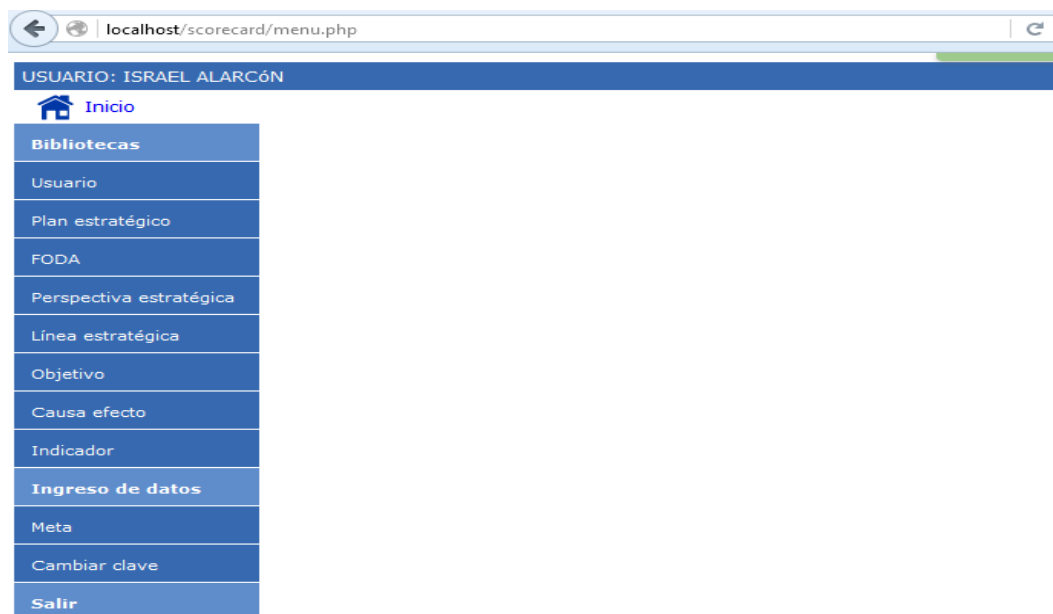 localhost/scorecard/menu.php
USUARIO: ISRAEL ALARCóN
Inicio
Bibliotecas
Usuario
Plan estratégico
FODA
Perspectiva estratégica
Línea estratégica
Objetivo
Causa efecto
Indicador
Ingreso de datos
Meta
Cambiar clave
Salir